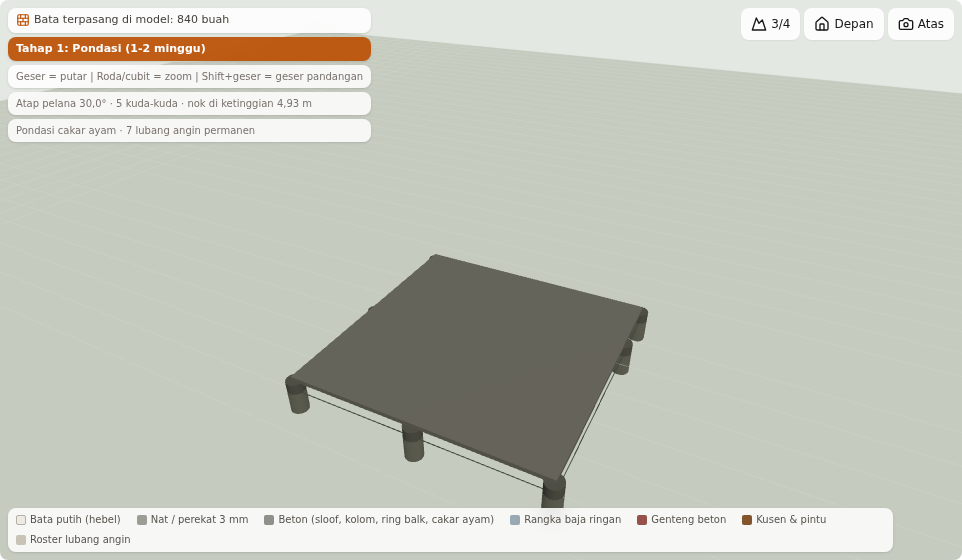 Bata terpasang di model: 840 buah
Tahap 1: Pondasi (1-2 minggu)
Geser = putar | Roda/cubit = zoom | Shift+geser = geser pandangan
Atap pelana 30,0° · 5 kuda-kuda · nok di ketinggian 4,93 m
Pondasi cakar ayam · 7 lubang angin permanen
3/4 Depan Atas
Bata putih (hebel) Nat / perekat 3 mm Beton (sloof, kolom, ring balk, cakar ayam) Rangka baja ringan Genteng beton Kusen & pintu
Roster lubang angin